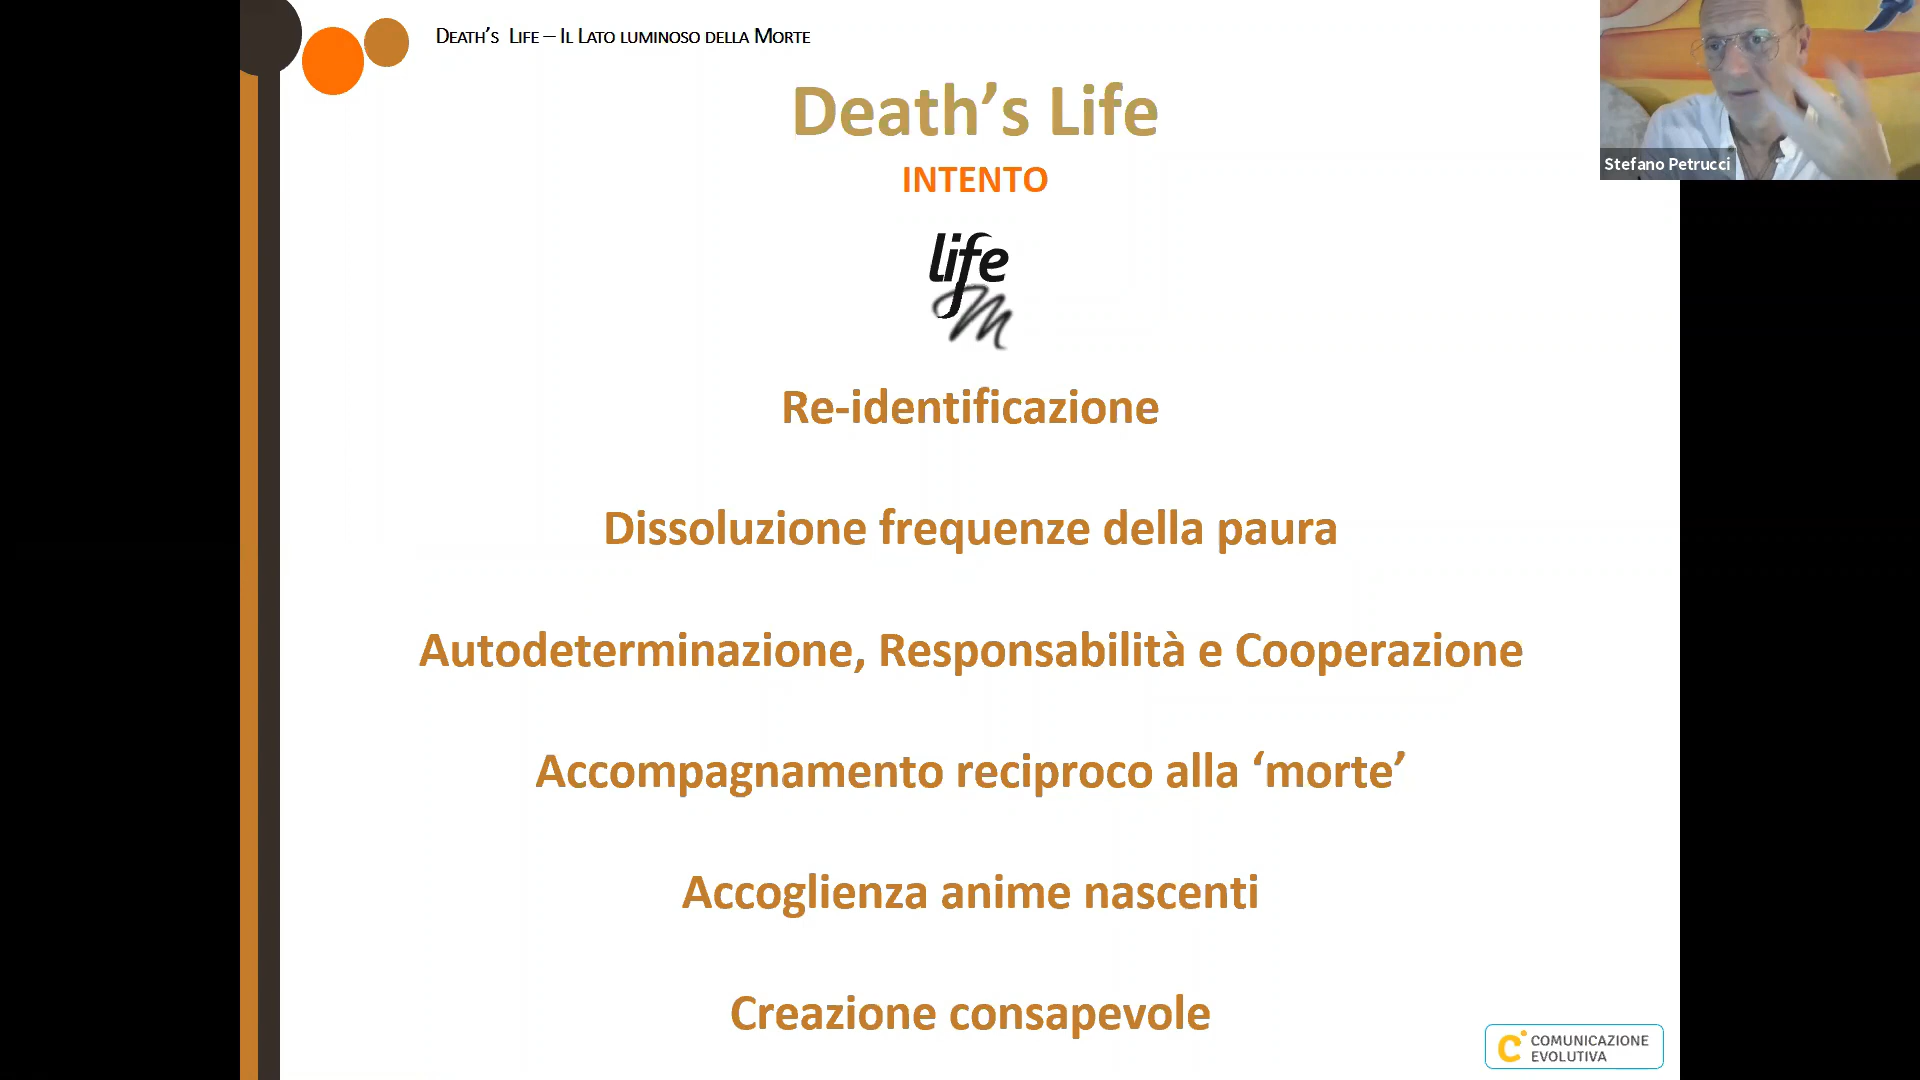 Death's Life – Il Lato luminoso della Morte
Stefano Petrucci
Death's Life
INTENTO
life
M
Re-identificazione
Dissoluzione frequenze della paura
Autodeterminazione, Responsabilità e Cooperazione
Accompagnamento reciproco alla ‘morte’
Accoglienza anime nascenti
Creazione consapevole
COMUNICAZIONE
EVOLUTIVA